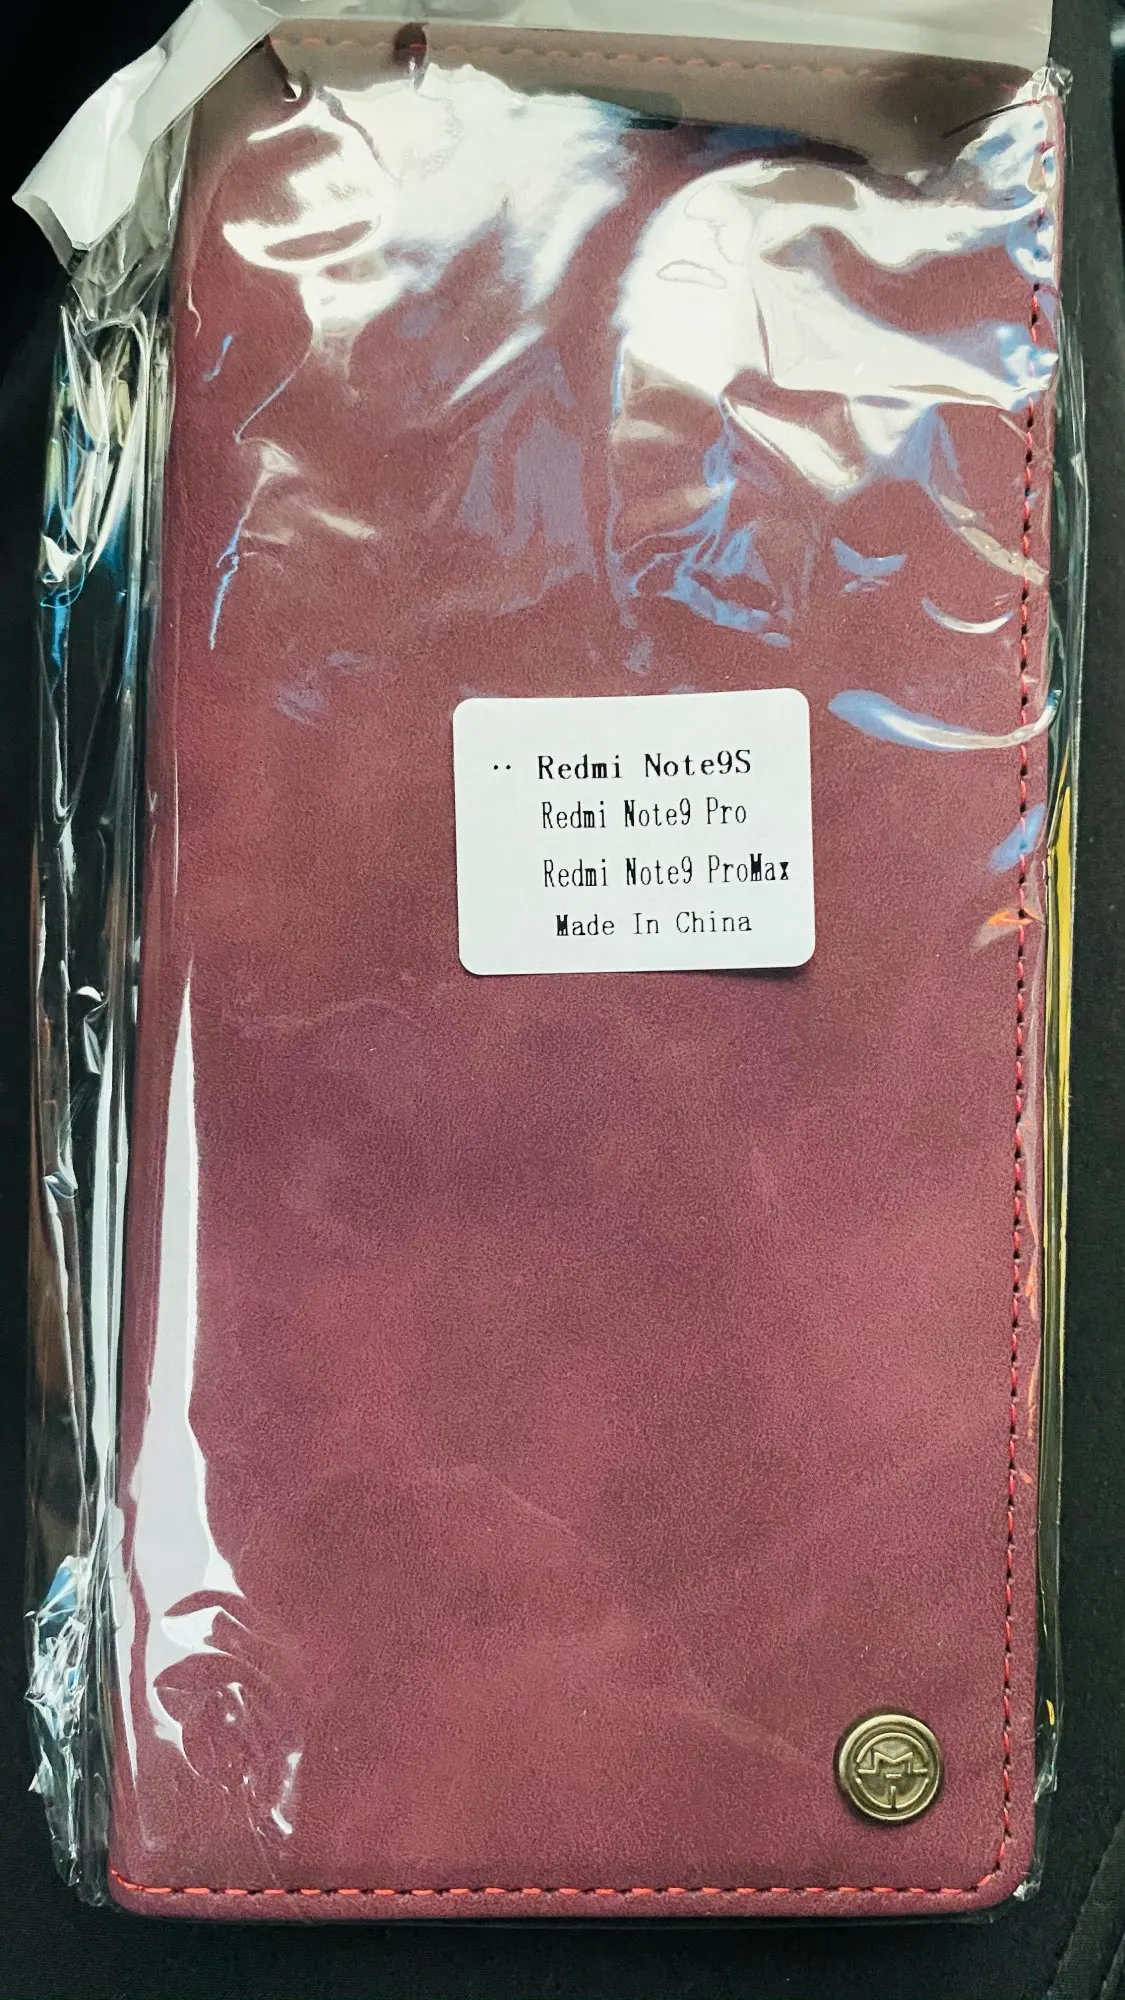 ·· Redmi Note9S
Redmi Note9 Pro
Redmi Note9 ProMax
Made In China